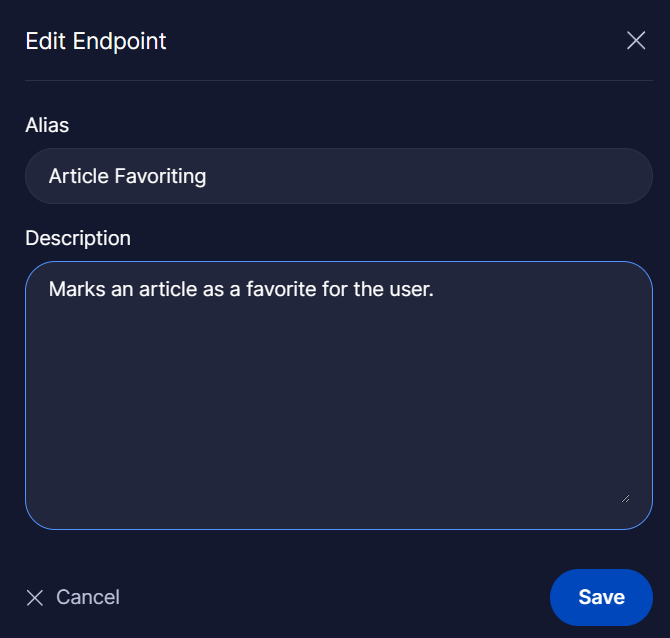 Edit Endpoint
Alias
Article Favoriting
Description
Marks an article as a favorite for the user.
Cancel
Save